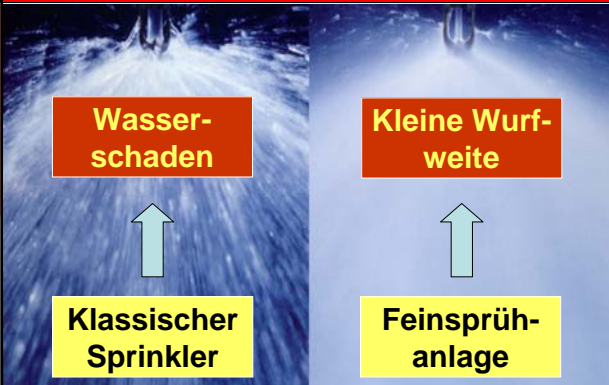 Wasser-
schaden
Kleine Wurf-
weite
Klassischer
Sprinkler
Feinsprüh-
anlage